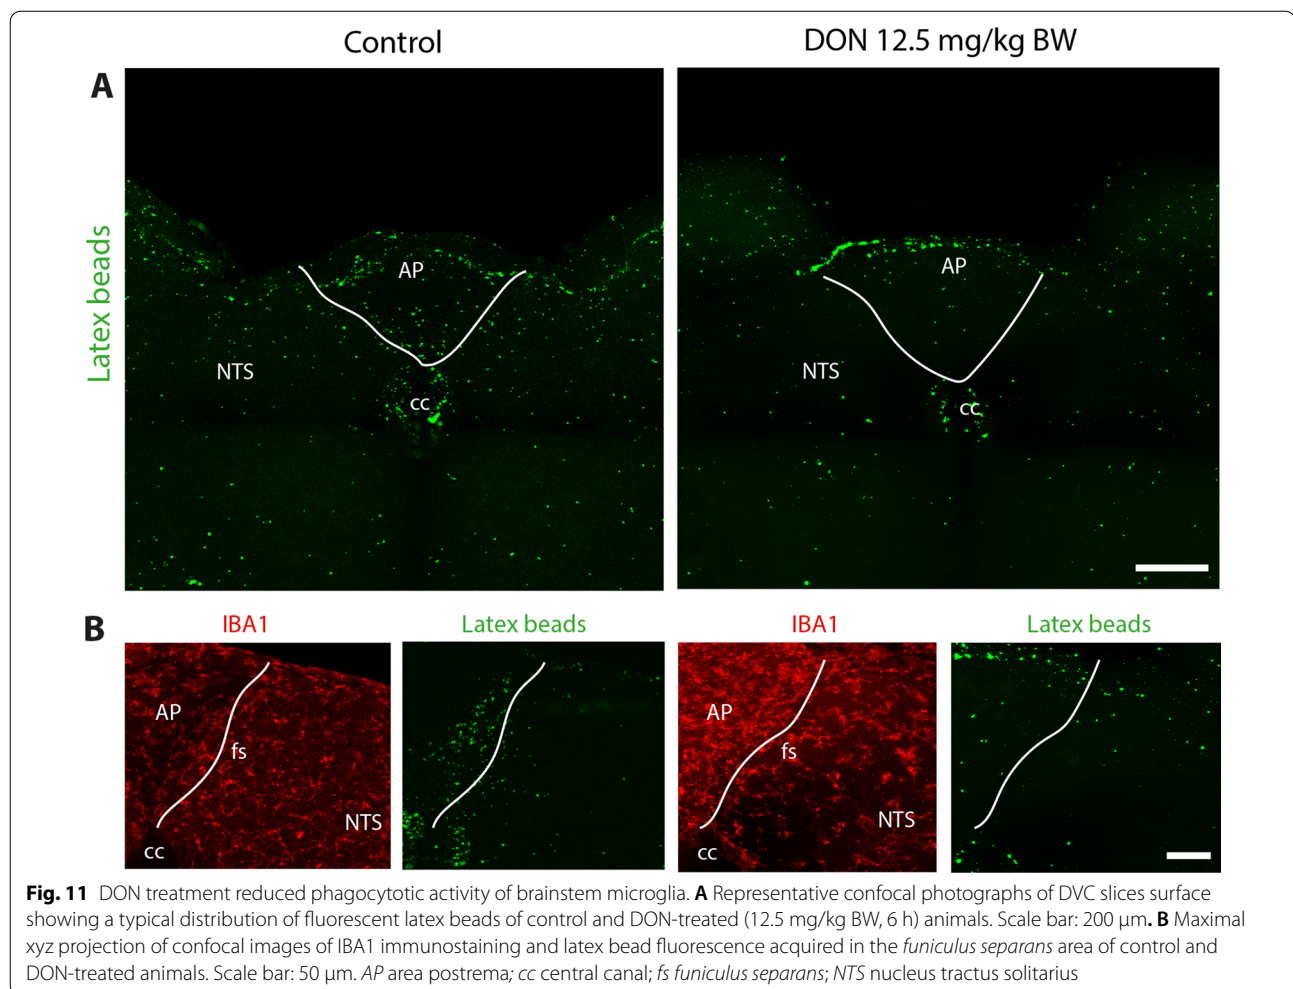 Control
DON 12.5 mg/kg BW
A
Latex beads
AP
NTS
cc
AP
NTS
cc
B
IBA1
Latex beads
IBA1
Latex beads
AP
fs
NTS
cc
AP
fs
NTS
cc
Fig. 11 DON treatment reduced phagocytotic activity of brainstem microglia. A Representative confocal photographs of DVC slices surface
showing a typical distribution of fluorescent latex beads of control and DON-treated (12.5 mg/kg BW, 6 h) animals. Scale bar: 200 μm. B Maximal
xyz projection of confocal images of IBA1 immunostaining and latex bead fluorescence acquired in the funiculus separans area of control and
DON-treated animals. Scale bar: 50 μm. AP area postrema; cc central canal; fs funiculus separans; NTS nucleus tractus solitarius